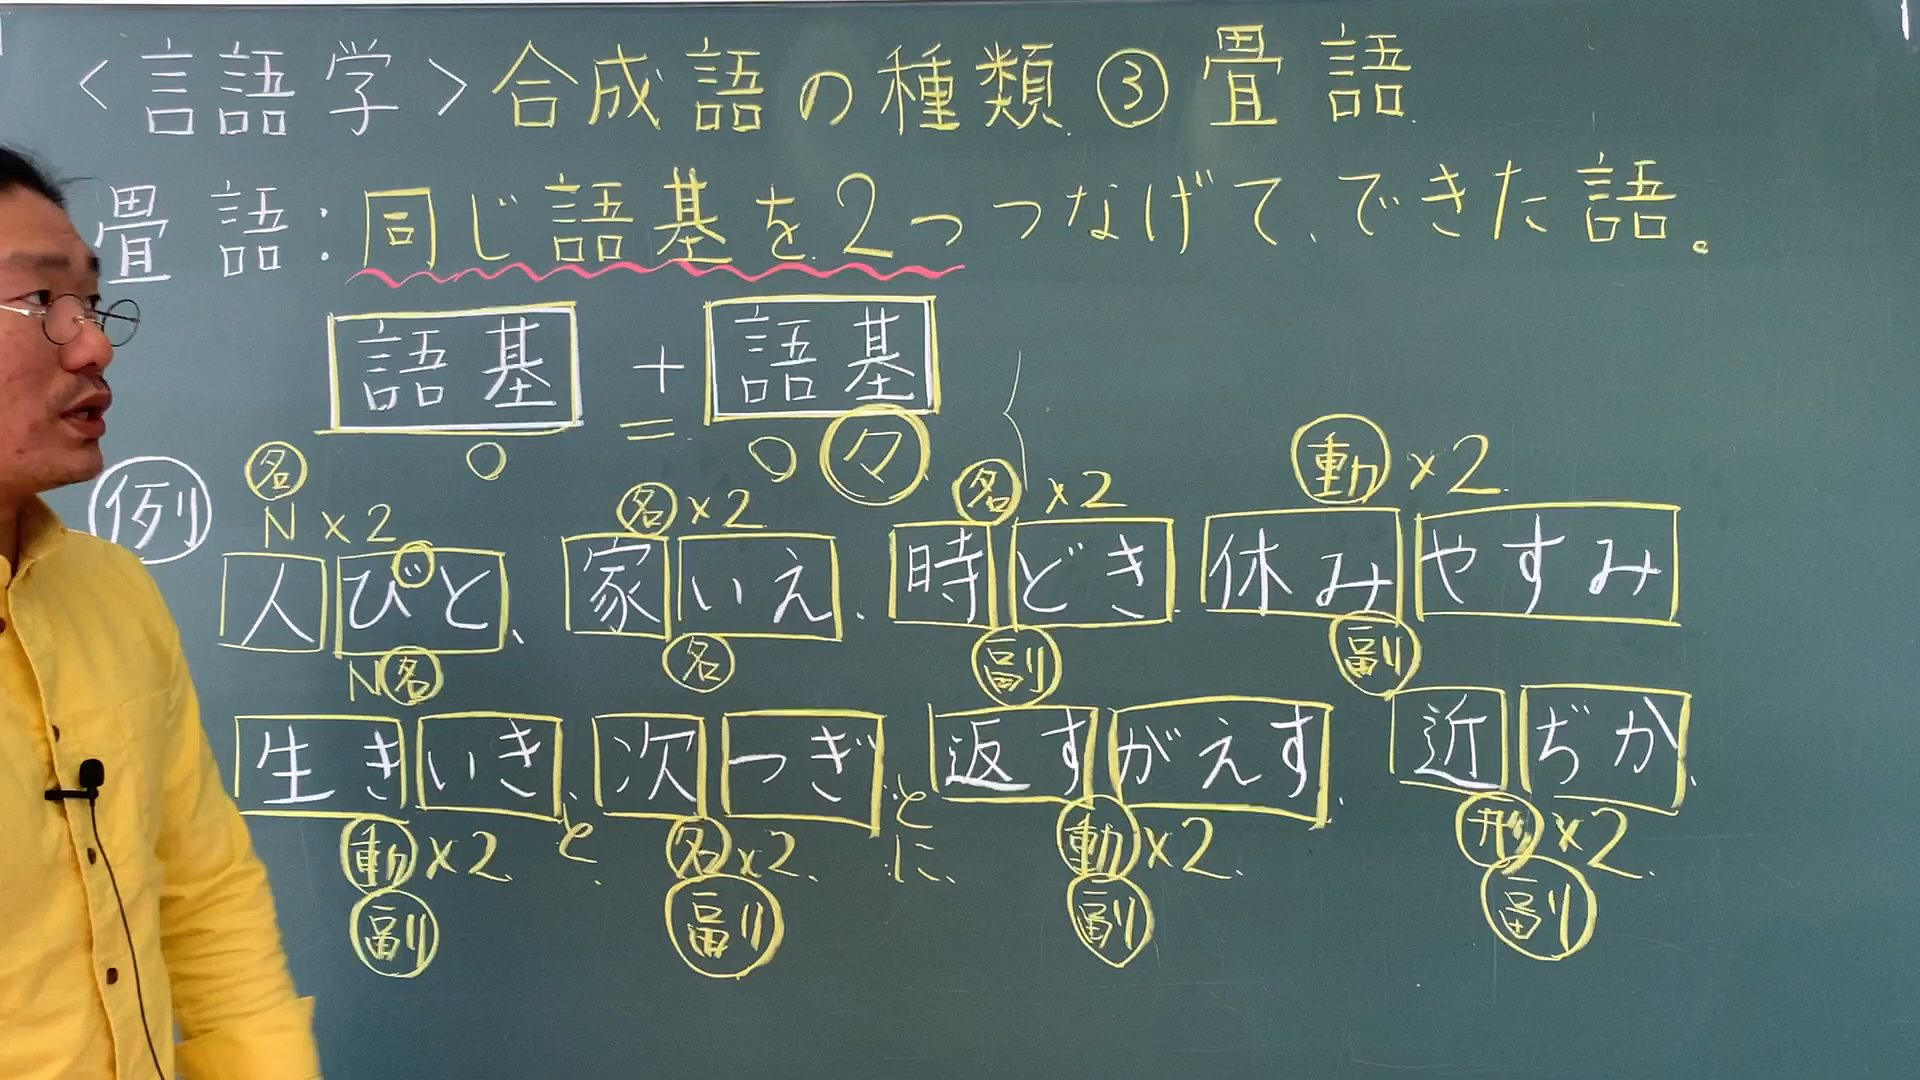 <言語学>合成語の種類③畳語
畳語：同じ語基を2つつなげて、できた語。
語基 + 語基
= 々
例
名 名×2 名×2 動×2
N×2
人びと、家いえ、時どき、休みやすみ
N名 名 副 副
生きいき、次つぎ、返すがえす、近ぢか、
と と
に、
動×2、名×2、動×2、形×2、
副 副 副 副